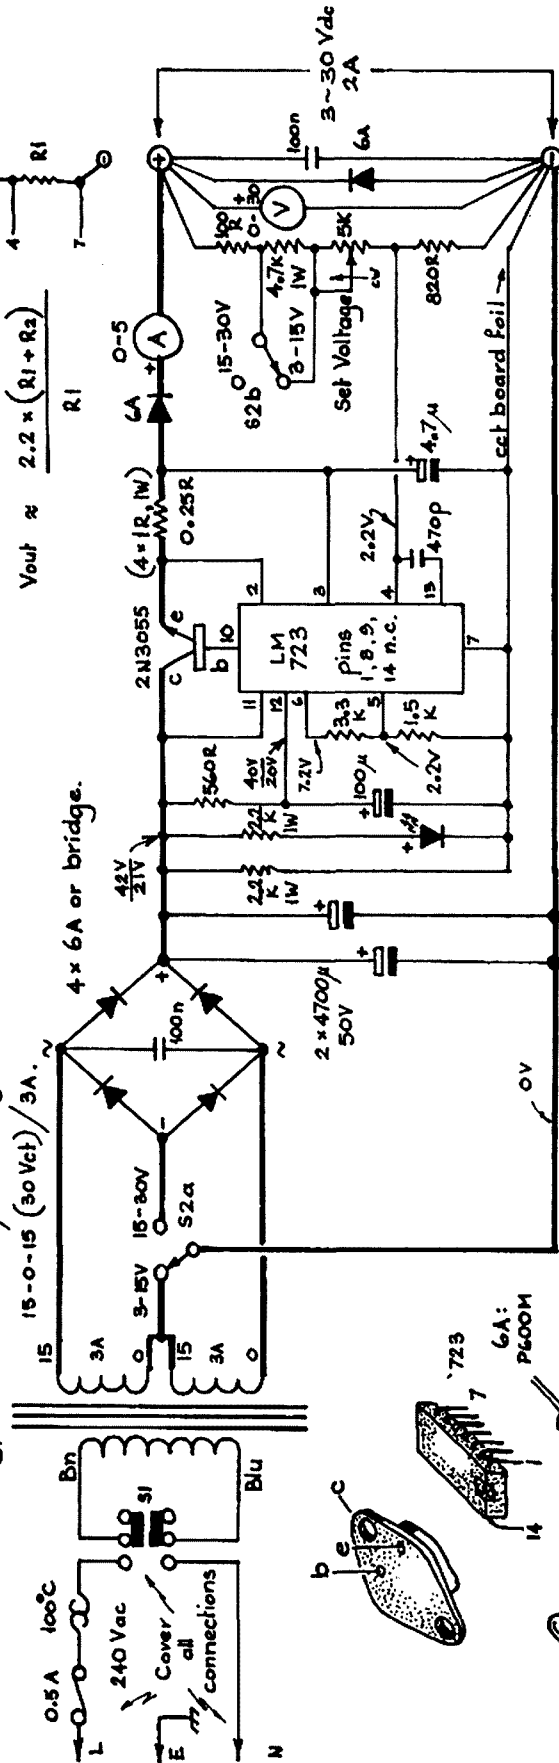 0.5A 100°C
L
240 Vac
E
Cover all connections
N
S1
Bn
Blu
15-0-15 (30 Vct) / 3A.
15
3A
15
3A
3-15V
15-30V
S2a
~
~
+
-
100n
4 x 6A or bridge.
2 x 4700µ
50V
0V
42V
21V
2.2K
1W
2.2K
1W
560R
40V
20V
+
100µ
7.2V
3.3K
1.5K
2.2V
2N3055
c
b
e
10
11
12
6
5
2
3
4
13
7
LM
723
pins
1,8,9,
14 n.c.
(4 = 1R, 1W)
0.25R
2.2V
470p
+
4.7µ
6A
0-5
+ A
Vout ≈ 2.2 x (R1 + R2)
R1
4
R1
7
15-30V
S2b
3-15V
Set Voltage
cw
100R
4.7K
1W
5K
820R
0-30
+
V
6A
100n
cct board foil
3~30 Vdc
2A
+
-
b
e
c
'723
7
1
14
6A:
P600M